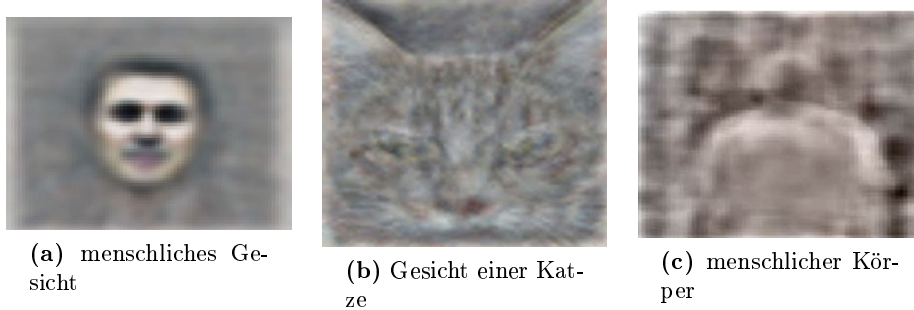 (a) menschliches Ge-
sicht
(b) Gesicht einer Kat-
ze
(c) menschlicher Kör-
per